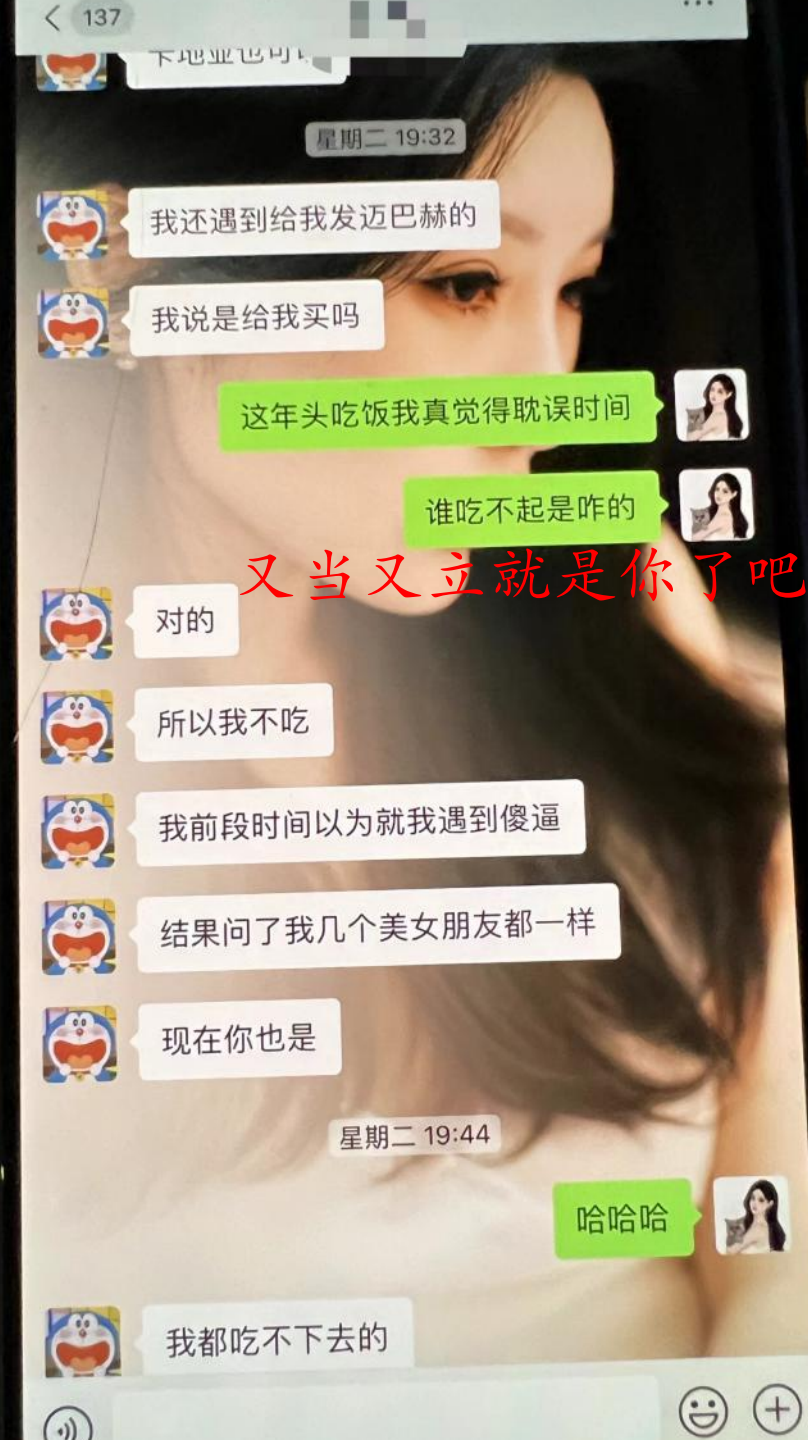 137
卡地亚也可
星期二 19:32
我还遇到给我发迈巴赫的
我说是给我买吗
这年头吃饭我真觉得耽误时间
谁吃不起是咋的
又当又立就是你了吧
对的
所以我不吃
我前段时间以为就我遇到傻逼
结果问了我几个美女朋友都一样
现在你也是
星期二 19:44
哈哈哈
我都吃不下去的